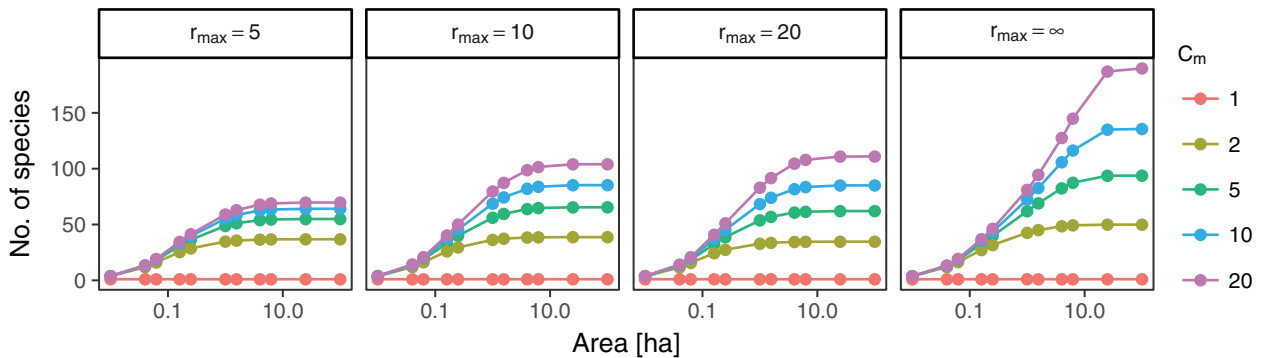 r_max = 5
r_max = 10
r_max = 20
r_max = ∞
No. of species
150
100
50
0
0.1 10.0
0.1 10.0
0.1 10.0
0.1 10.0
Area [ha]
C_m
1
2
5
10
20